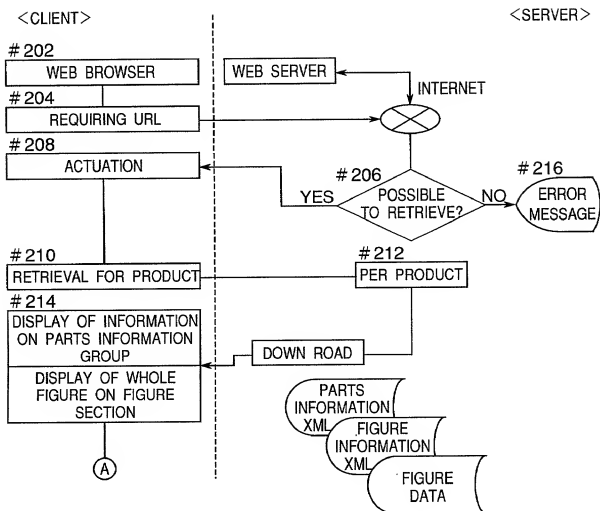 <CLIENT>
<SERVER>
#202
WEB BROWSER
WEB SERVER
INTERNET
#204
REQUIRING URL
#208
ACTUATION
#206
POSSIBLE
TO RETRIEVE?
YES
NO
#216
ERROR
MESSAGE
#210
RETRIEVAL FOR PRODUCT
#212
PER PRODUCT
#214
DISPLAY OF INFORMATION
ON PARTS INFORMATION
GROUP
DOWN ROAD
DISPLAY OF WHOLE
FIGURE ON FIGURE
SECTION
PARTS
INFORMATION
XML
FIGURE
INFORMATION
XML
FIGURE
DATA
A